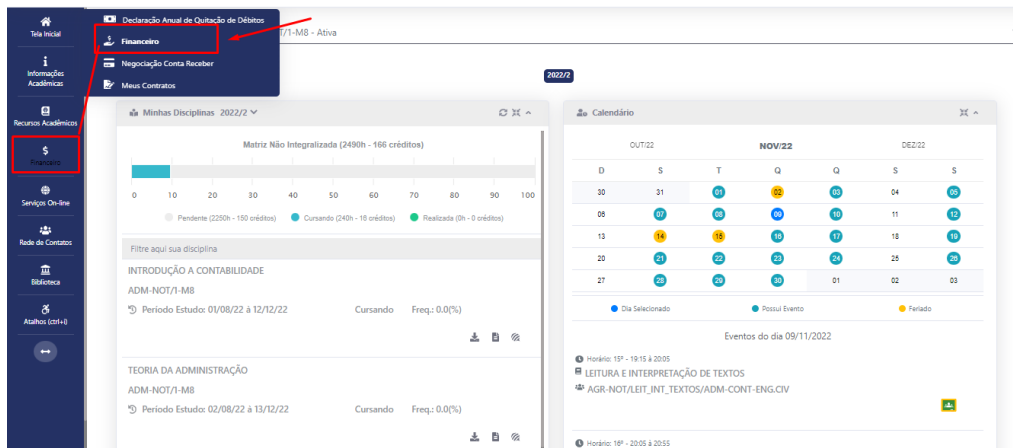 Tela Inicial
Informações
Acadêmicas
Recursos Acadêmicos
Financeiro
Serviços On-line
Rede de Contatos
Biblioteca
Atalhos (ctrl+i)
Declaração Anual de Quitação de Débitos
Financeiro
Negociação Conta Receber
Meus Contratos
T/1-M8 - Ativa
2022/2
Minhas Disciplinas 2022/2
Matriz Não Integralizada (2490h - 166 créditos)
0 10 20 30 40 50 60 70 80 90 100
Pendente (2250h - 150 créditos) Cursando (240h - 16 créditos) Realizada (0h - 0 créditos)
Filtre aqui sua disciplina
INTRODUÇÃO A CONTABILIDADE
ADM-NOT/1-M8
Período Estudo: 01/08/22 á 12/12/22 Cursando Freq.: 0.0(%)
TEORIA DA ADMINISTRAÇÃO
ADM-NOT/1-M8
Período Estudo: 02/08/22 á 13/12/22 Cursando Freq.: 0.0(%)
Calendário
OUT/22 NOV/22 DEZ/22
D S T Q Q S S
30 31 01 02 03 04 05
06 07 08 09 10 11 12
13 14 15 16 17 18 19
20 21 22 23 24 25 26
27 28 29 30 01 02 03
Dia Selecionado Possui Evento Feriado
Eventos do dia 09/11/2022
Horário: 15º - 19:15 á 20:05
LEITURA E INTERPRETAÇÃO DE TEXTOS
AGR-NOT/LEIT_INT_TEXTOS/ADM-CONT-ENG.CIV
Horário: 16º - 20:05 á 20:55